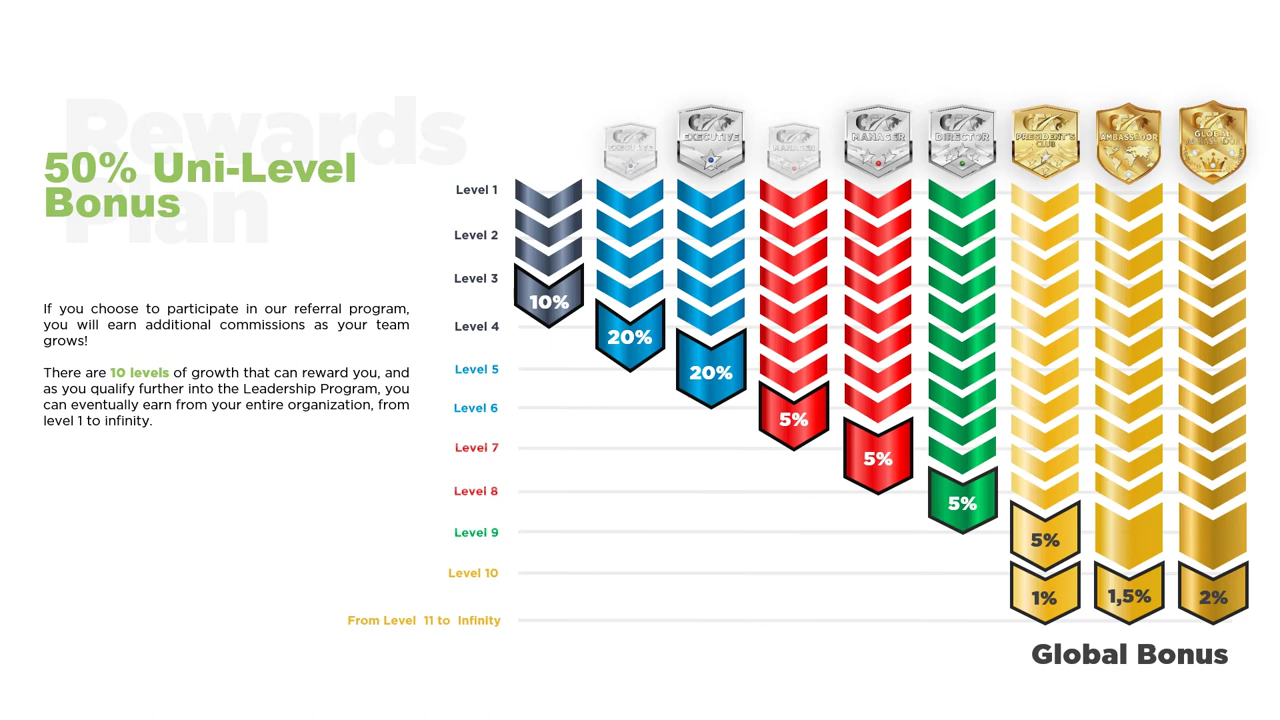 Rewards
Plan
50% Uni-Level
Bonus
If you choose to participate in our referral program,
you will earn additional commissions as your team
grows!
There are 10 levels of growth that can reward you, and
as you qualify further into the Leadership Program, you
can eventually earn from your entire organization, from
level 1 to infinity.
EXECUTIVE
EXECUTIVE
MANAGER
MANAGER
DIRECTOR
PRESIDENT'S
CLUB
AMBASSADOR
GLOBAL
AMBASSADOR
Level 1
Level 2
Level 3
10%
Level 4
20%
Level 5
20%
Level 6
5%
Level 7
5%
Level 8
5%
Level 9
5%
Level 10
1%
1,5%
2%
From Level 11 to Infinity
Global Bonus